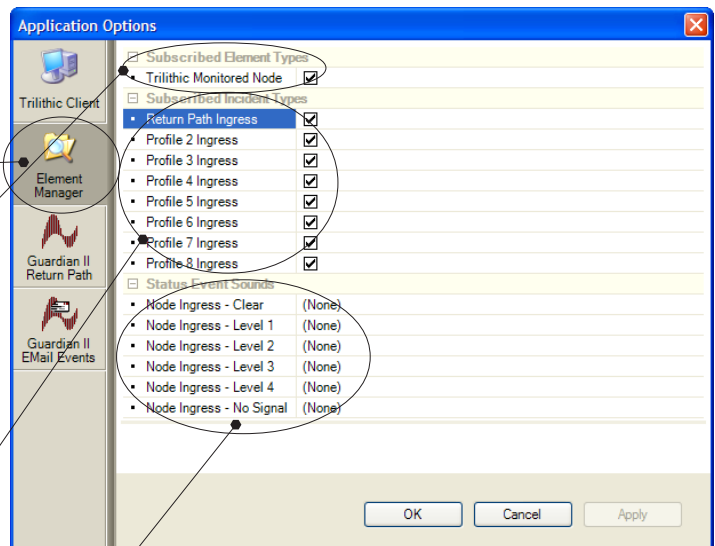 Application Options
Trilithic Client
Element
Manager
Guardian II
Return Path
Guardian II
EMail Events
Subscribed Element Types
Trilithic Monitored Node
Subscribed Incident Types
Return Path Ingress
Profile 2 Ingress
Profile 3 Ingress
Profile 4 Ingress
Profile 5 Ingress
Profile 6 Ingress
Profile 7 Ingress
Profile 8 Ingress
Status Event Sounds
Node Ingress - Clear (None)
Node Ingress - Level 1 (None)
Node Ingress - Level 2 (None)
Node Ingress - Level 3 (None)
Node Ingress - Level 4 (None)
Node Ingress - No Signal (None)
OK Cancel Apply